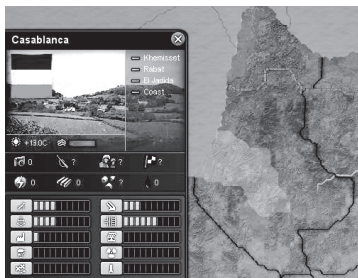 Casablanca
Khemisset
Rabat
El Jadida
Coast
+13.0C
0 ? ? ?
0 0 ? 0